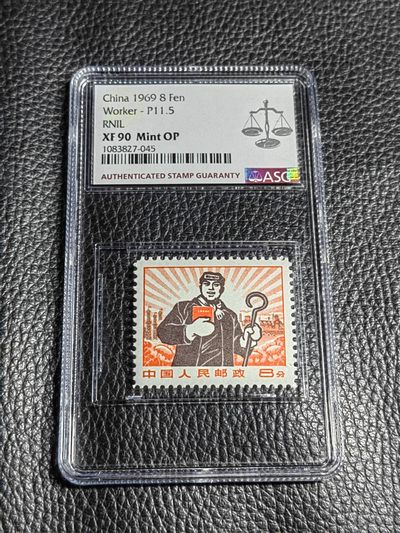 China 1969 8 Fen
Worker - P11.5
RNIL
XF 90 Mint OP
1083827-045
AUTHENTICATED STAMP GUARANTY
ASG
中国人民邮政 8分